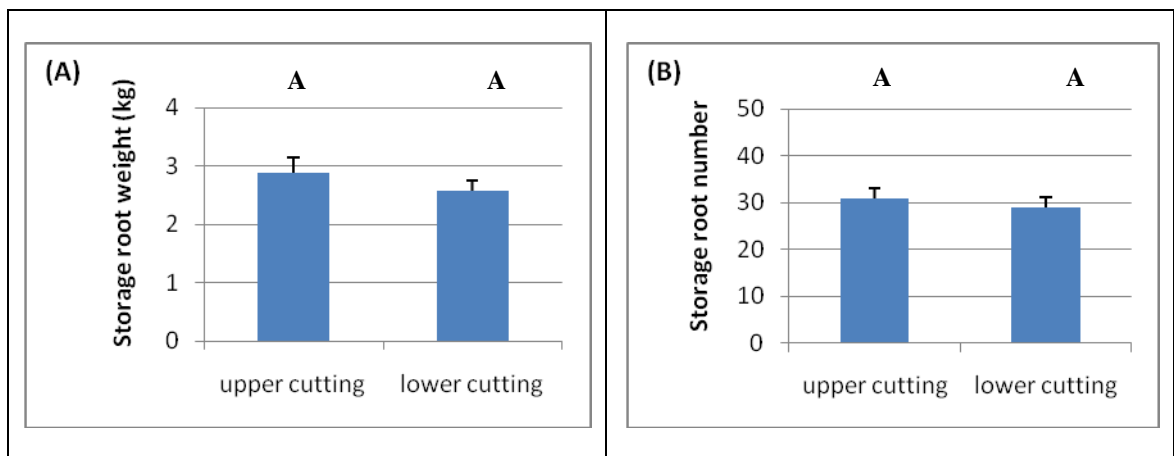 (A) A A
Storage root weight (kg)
4
3
2
1
0
upper cutting lower cutting
(B) A A
Storage root number
50
40
30
20
10
0
upper cutting lower cutting